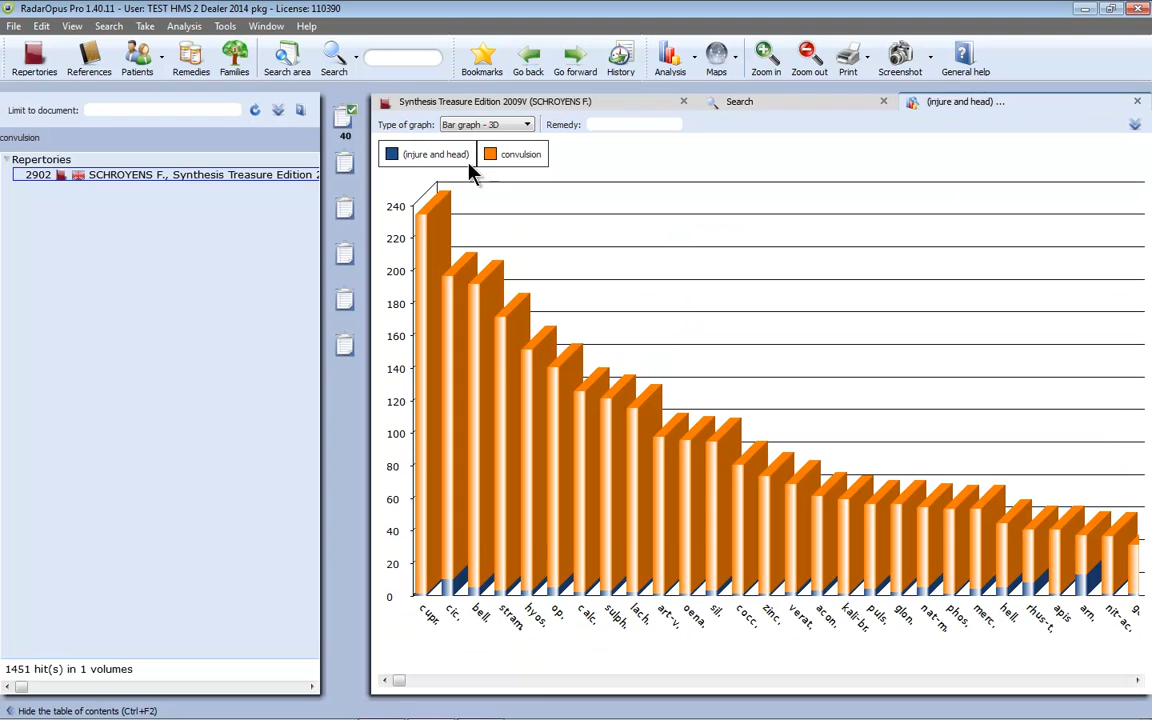 RadarOpus Pro 1.40.11 - User: TEST HMS 2 Dealer 2014 pkg - License: 110390
File Edit View Search Take Analysis Tools Window Help
Repertories References Patients Remedies Families Search area Search Bookmarks Go back Go forward History Analysis Maps Zoom in Zoom out Print Screenshot General help
Limit to document:
40
convulsion
Repertories
2902 SCHROYENS F., Synthesis Treasure Edition 2
Synthesis Treasure Edition 2009V (SCHROYENS F.) Search (injure and head) ...
Type of graph: Bar graph - 3D Remedy:
(injure and head) convulsion
240
220
200
180
160
140
120
100
80
60
40
20
0
cupr. cic. bell. stram. hyos. op. calc. sulph. lach. art-v. oena. sil. cocc. zinc. verat. acon. kali-br. puls. glon. nat-m. phos. merc. hell. rhus-t. apis arn. nit-ac.
1451 hit(s) in 1 volumes
Hide the table of contents (Ctrl+F2)